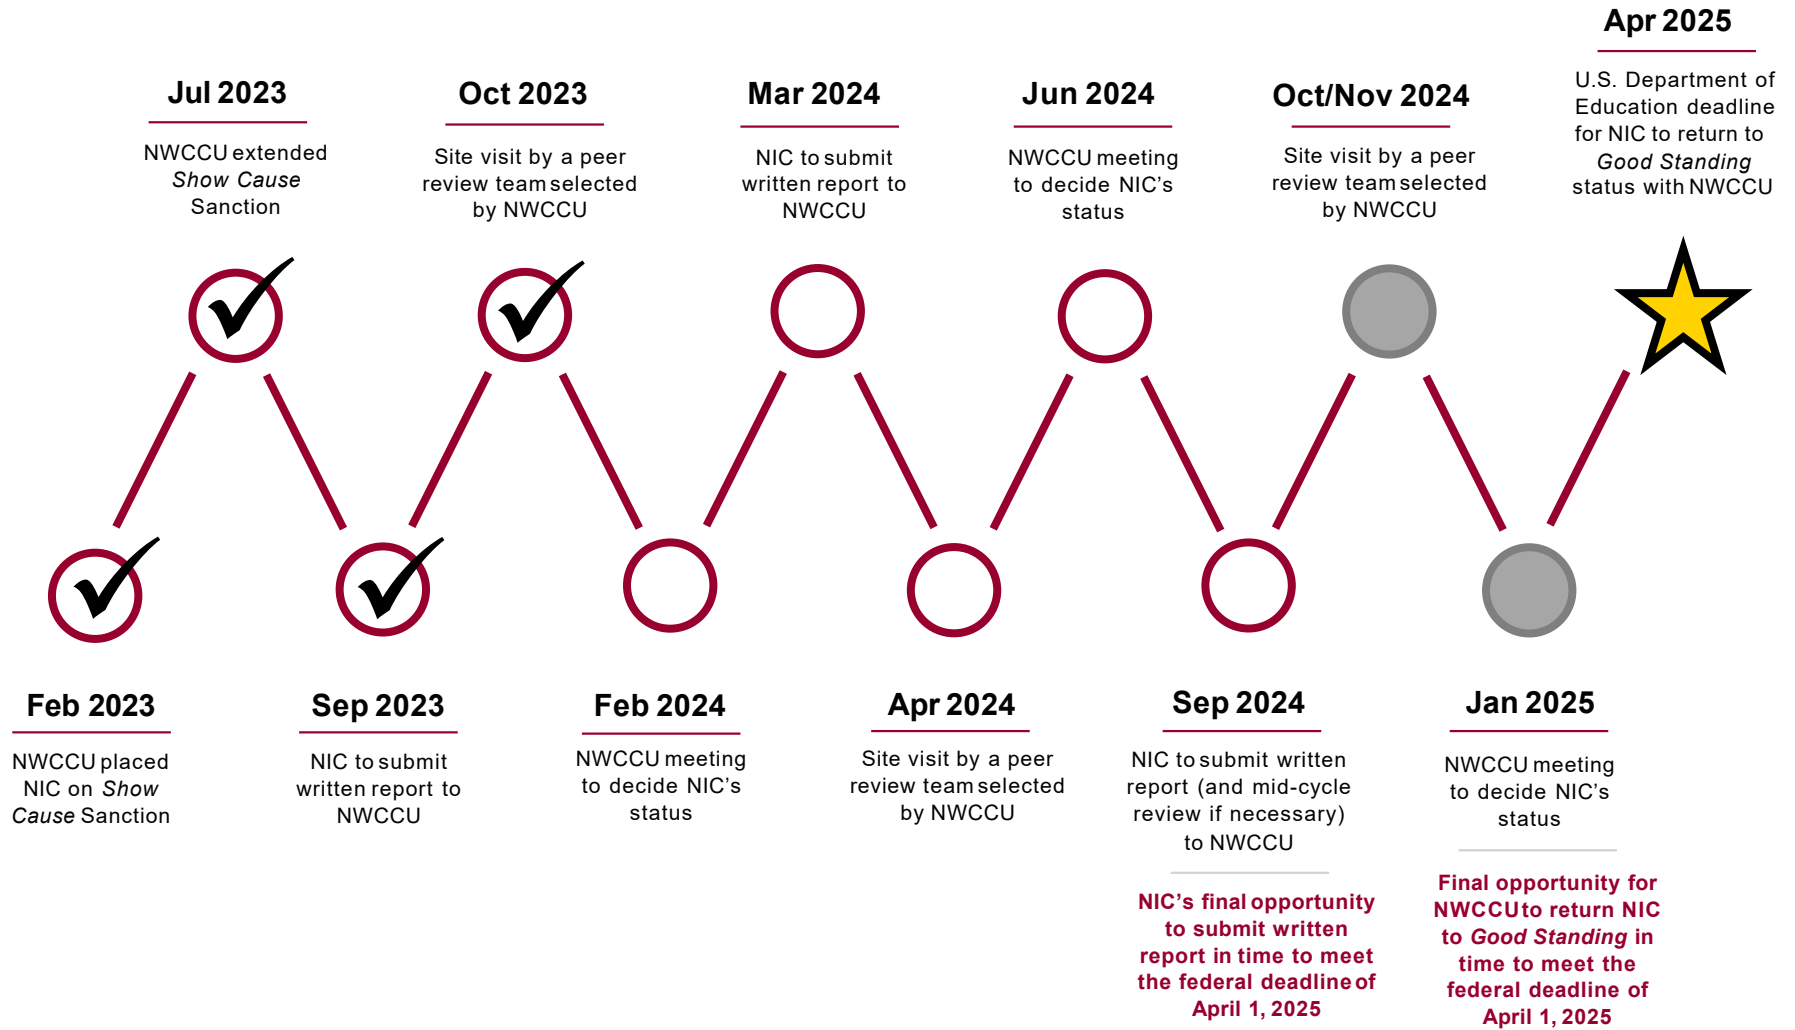 Apr 2025
U.S. Department of
Education deadline
for NIC to return to
Good Standing
status with NWCCU
Jul 2023
NWCCU extended
Show Cause
Sanction
Oct 2023
Site visit by a peer
review team selected
by NWCCU
Mar 2024
NIC to submit
written report to
NWCCU
Jun 2024
NWCCU meeting
to decide NIC’s
status
Oct/Nov 2024
Site visit by a peer
review team selected
by NWCCU
Feb 2023
NWCCU placed
NIC on Show
Cause Sanction
Sep 2023
NIC to submit
written report to
NWCCU
Feb 2024
NWCCU meeting
to decide NIC’s
status
Apr 2024
Site visit by a peer
review team selected
by NWCCU
Sep 2024
NIC to submit written
report (and mid-cycle
review if necessary)
to NWCCU
NIC’s final opportunity
to submit written
report in time to meet
the federal deadline of
April 1, 2025
Jan 2025
NWCCU meeting
to decide NIC’s
status
Final opportunity for
NWCCU to return NIC
to Good Standing in
time to meet the
federal deadline of
April 1, 2025